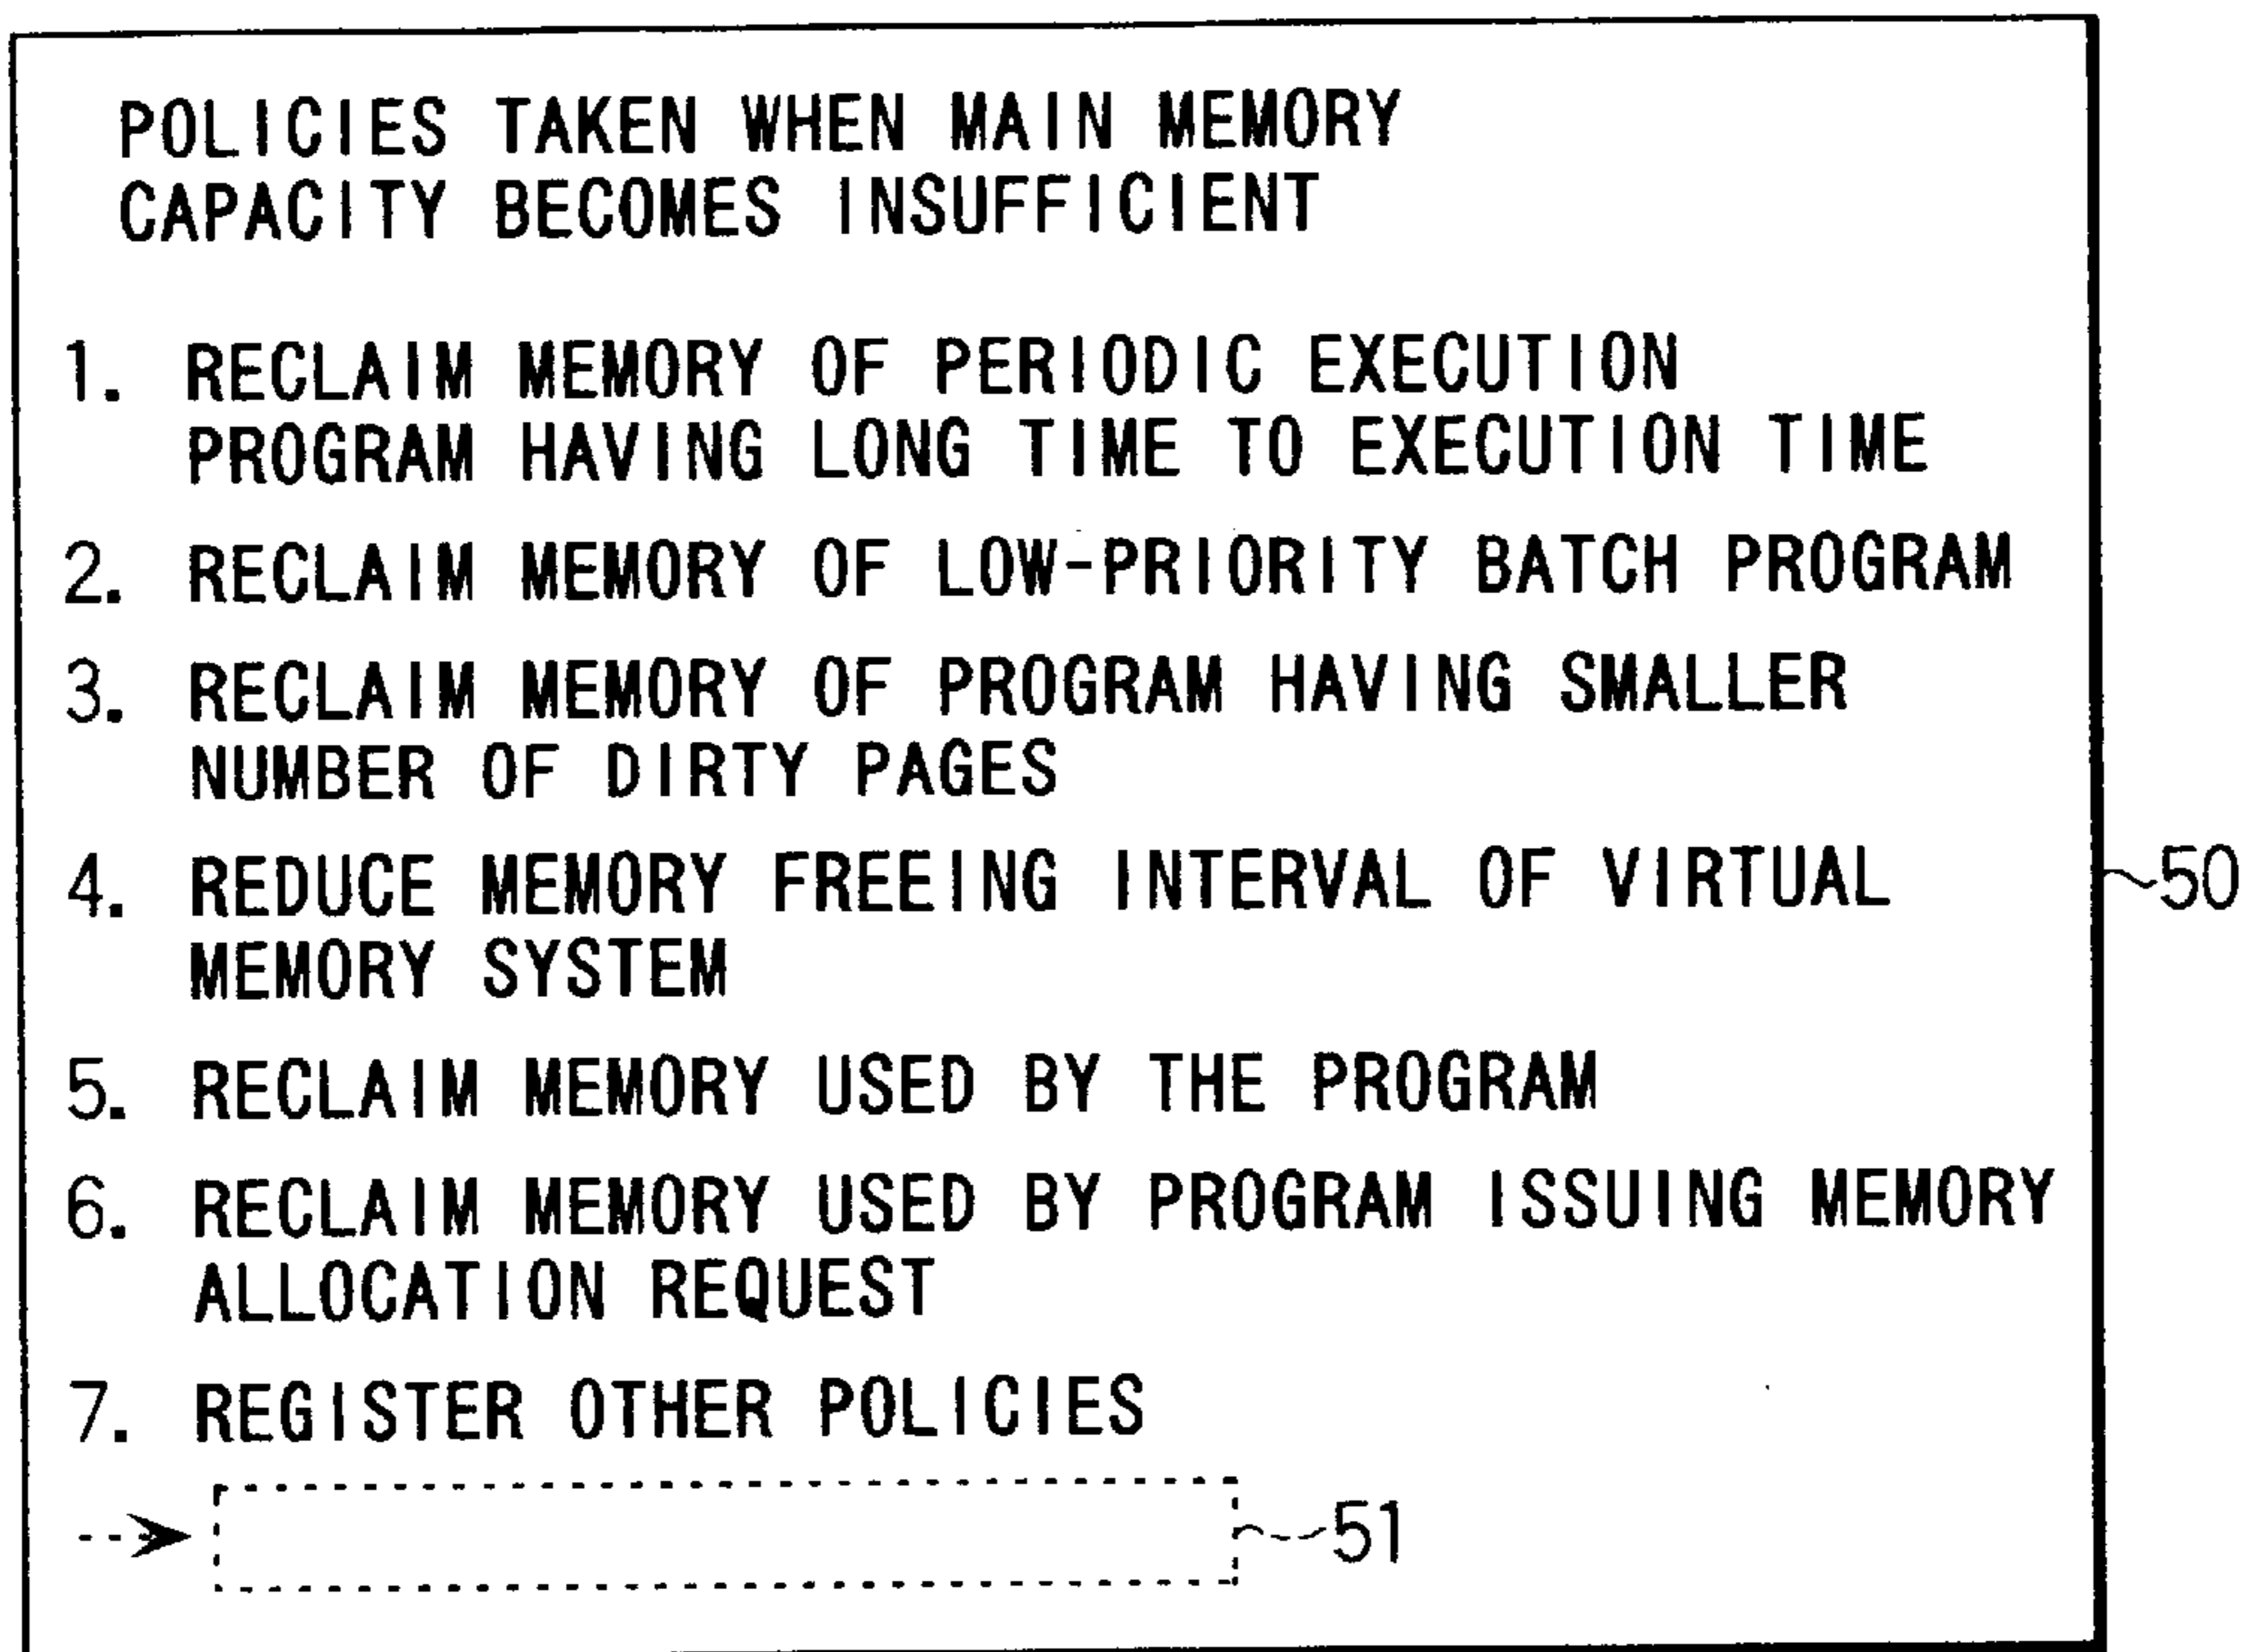 POLICIES TAKEN WHEN MAIN MEMORY
CAPACITY BECOMES INSUFFICIENT
1. RECLAIM MEMORY OF PERIODIC EXECUTION
PROGRAM HAVING LONG TIME TO EXECUTION TIME
2. RECLAIM MEMORY OF LOW-PRIORITY BATCH PROGRAM
3. RECLAIM MEMORY OF PROGRAM HAVING SMALLER
NUMBER OF DIRTY PAGES
4. REDUCE MEMORY FREEING INTERVAL OF VIRTUAL
MEMORY SYSTEM
50
5. RECLAIM MEMORY USED BY THE PROGRAM
6. RECLAIM MEMORY USED BY PROGRAM ISSUING MEMORY
ALLOCATION REQUEST
7. REGISTER OTHER POLICIES
51